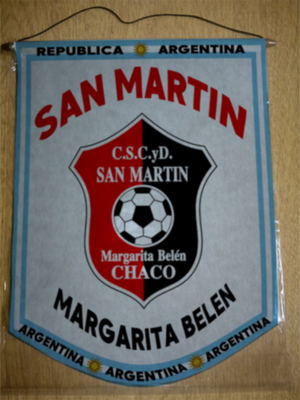 REPUBLICA ARGENTINA
SAN MARTIN
C.S.C.yD.
SAN MARTIN
Margarita Belén
CHACO
MARGARITA BELEN
ARGENTINA ARGENTINA ARGENTINA